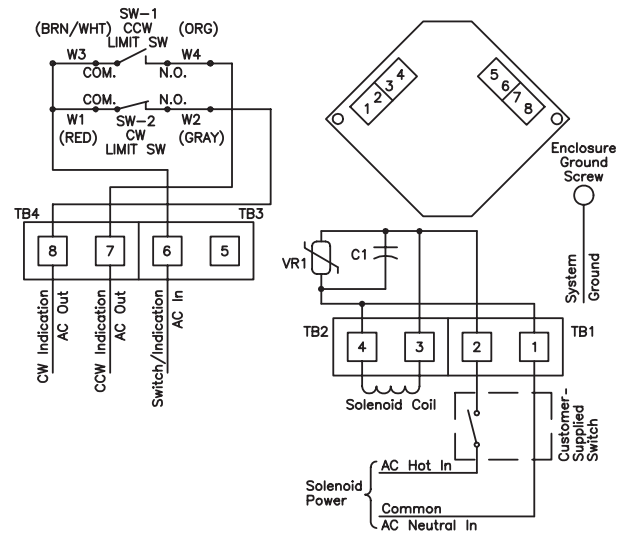 SW-1
(BRN/WHT) CCW (ORG)
LIMIT SW
W3 W4
COM. N.O.
COM. N.O.
W1 SW-2 W2
(RED) CW (GRAY)
LIMIT SW
TB4 TB3
8 7 6 5
CW Indication
AC Out
CCW Indication
AC Out
Switch/Indication
AC In
1 2 3 4
5 6 7 8
Enclosure
Ground
Screw
System
Ground
VR1 C1
TB2 TB1
4 3 2 1
Solenoid Coil
Customer-
Supplied
Switch
AC Hot In
Solenoid
Power
Common
AC Neutral In